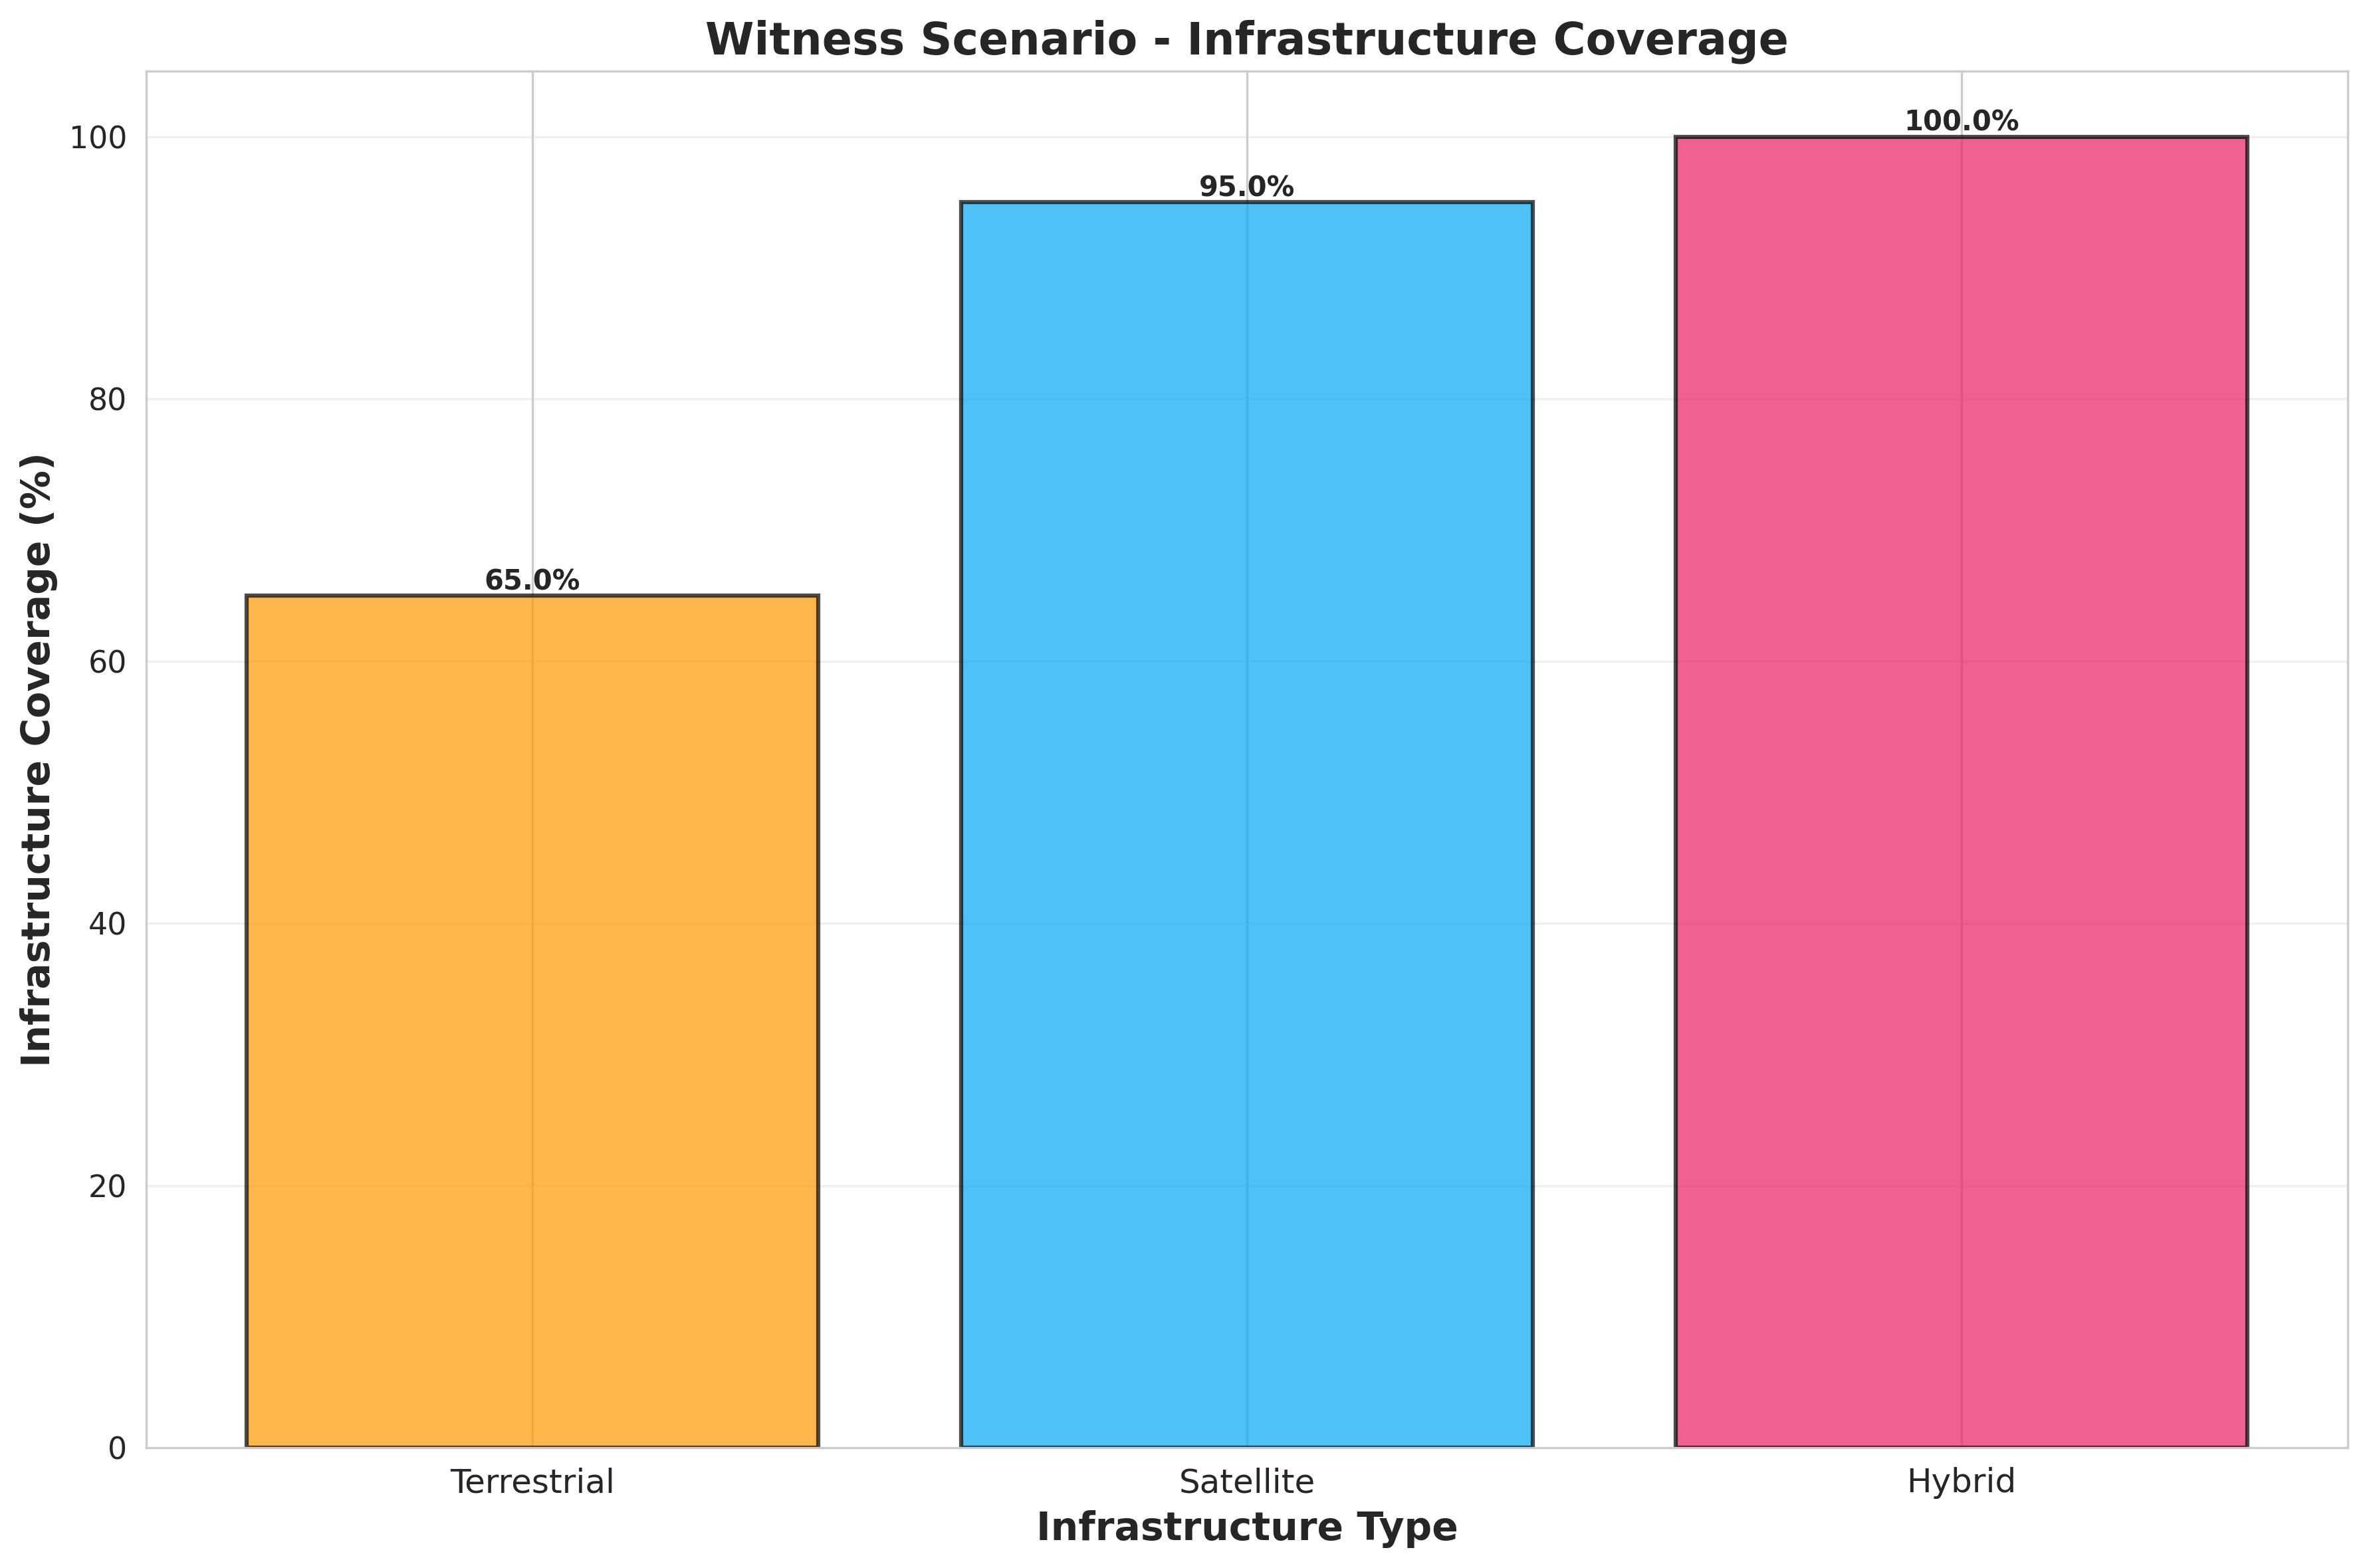 Witness Scenario - Infrastructure Coverage
Infrastructure Coverage (%)
100
80
60
40
20
0
65.0%
95.0%
100.0%
Terrestrial
Satellite
Hybrid
Infrastructure Type